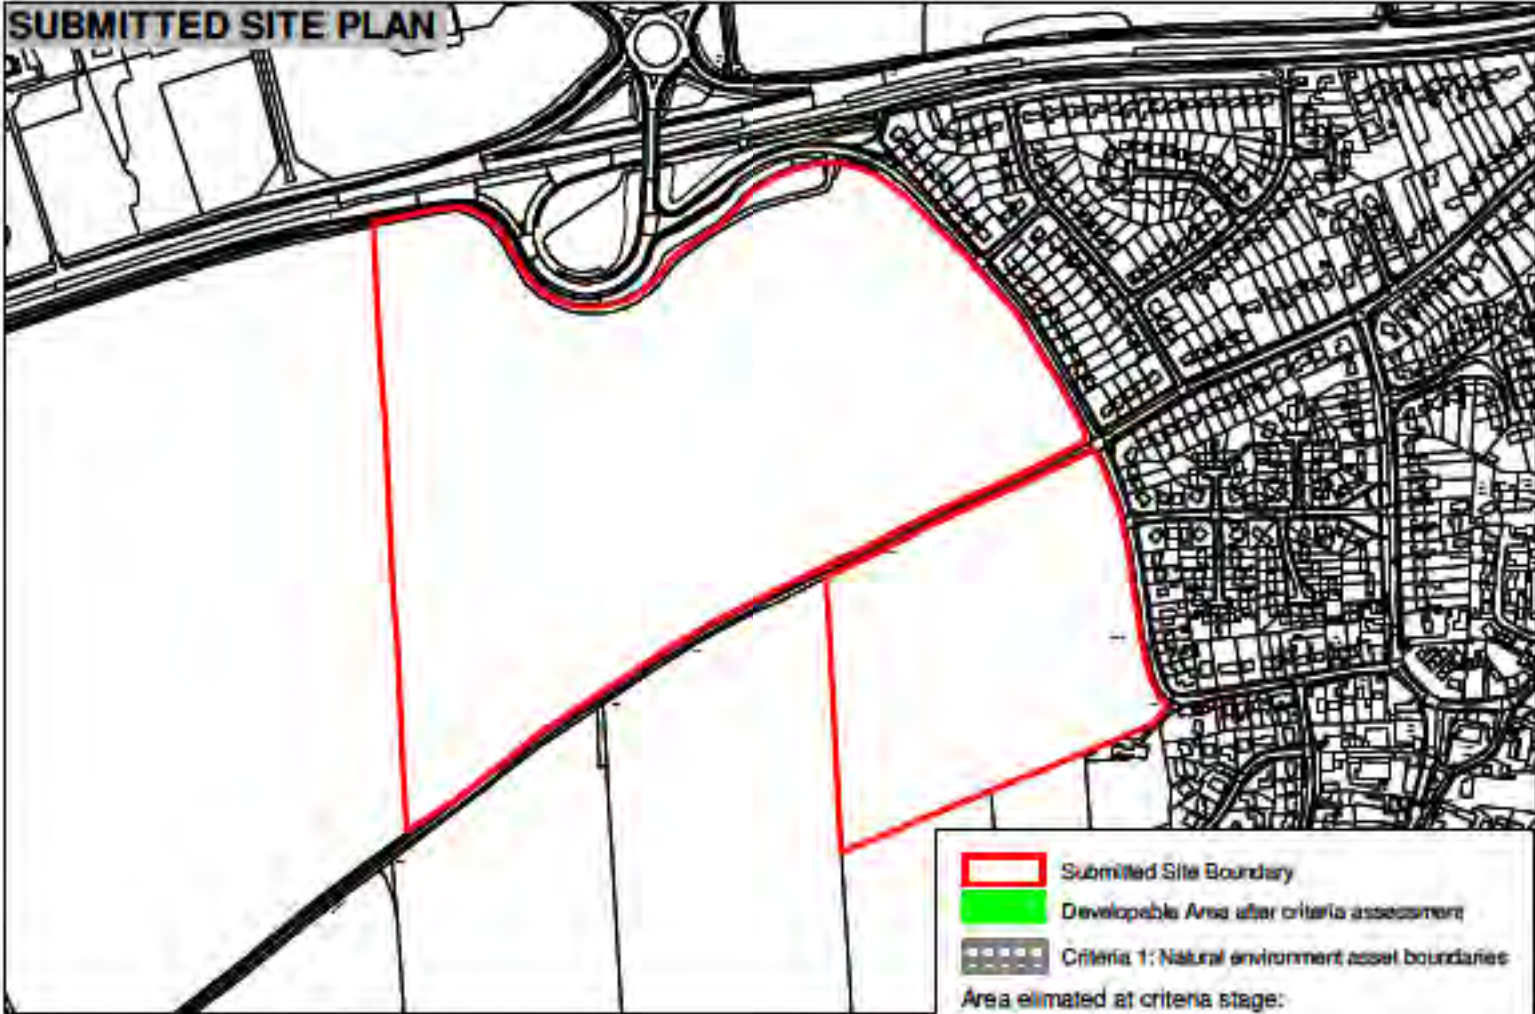 SUBMITTED SITE PLAN
Submitted Site Boundary
Developable Area after criteria assessment
Criteria 1: Natural environment asset boundaries
Area elimated at criteria stage: